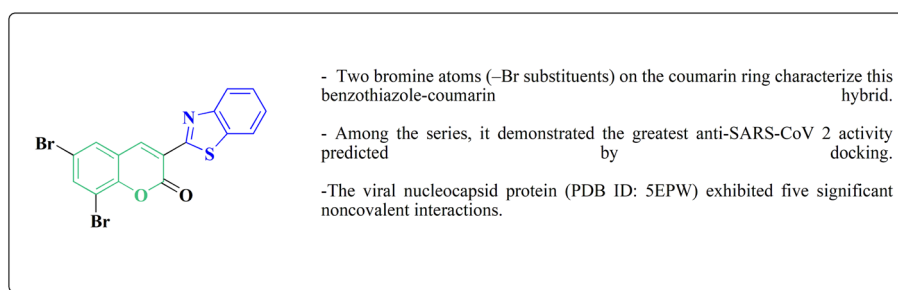 - Two bromine atoms (–Br substituents) on the coumarin ring characterize this
benzothiazole-coumarin hybrid.
- Among the series, it demonstrated the greatest anti-SARS-CoV 2 activity
predicted by docking.
-The viral nucleocapsid protein (PDB ID: 5EPW) exhibited five significant
noncovalent interactions.
N
S
Br
O
O
Br